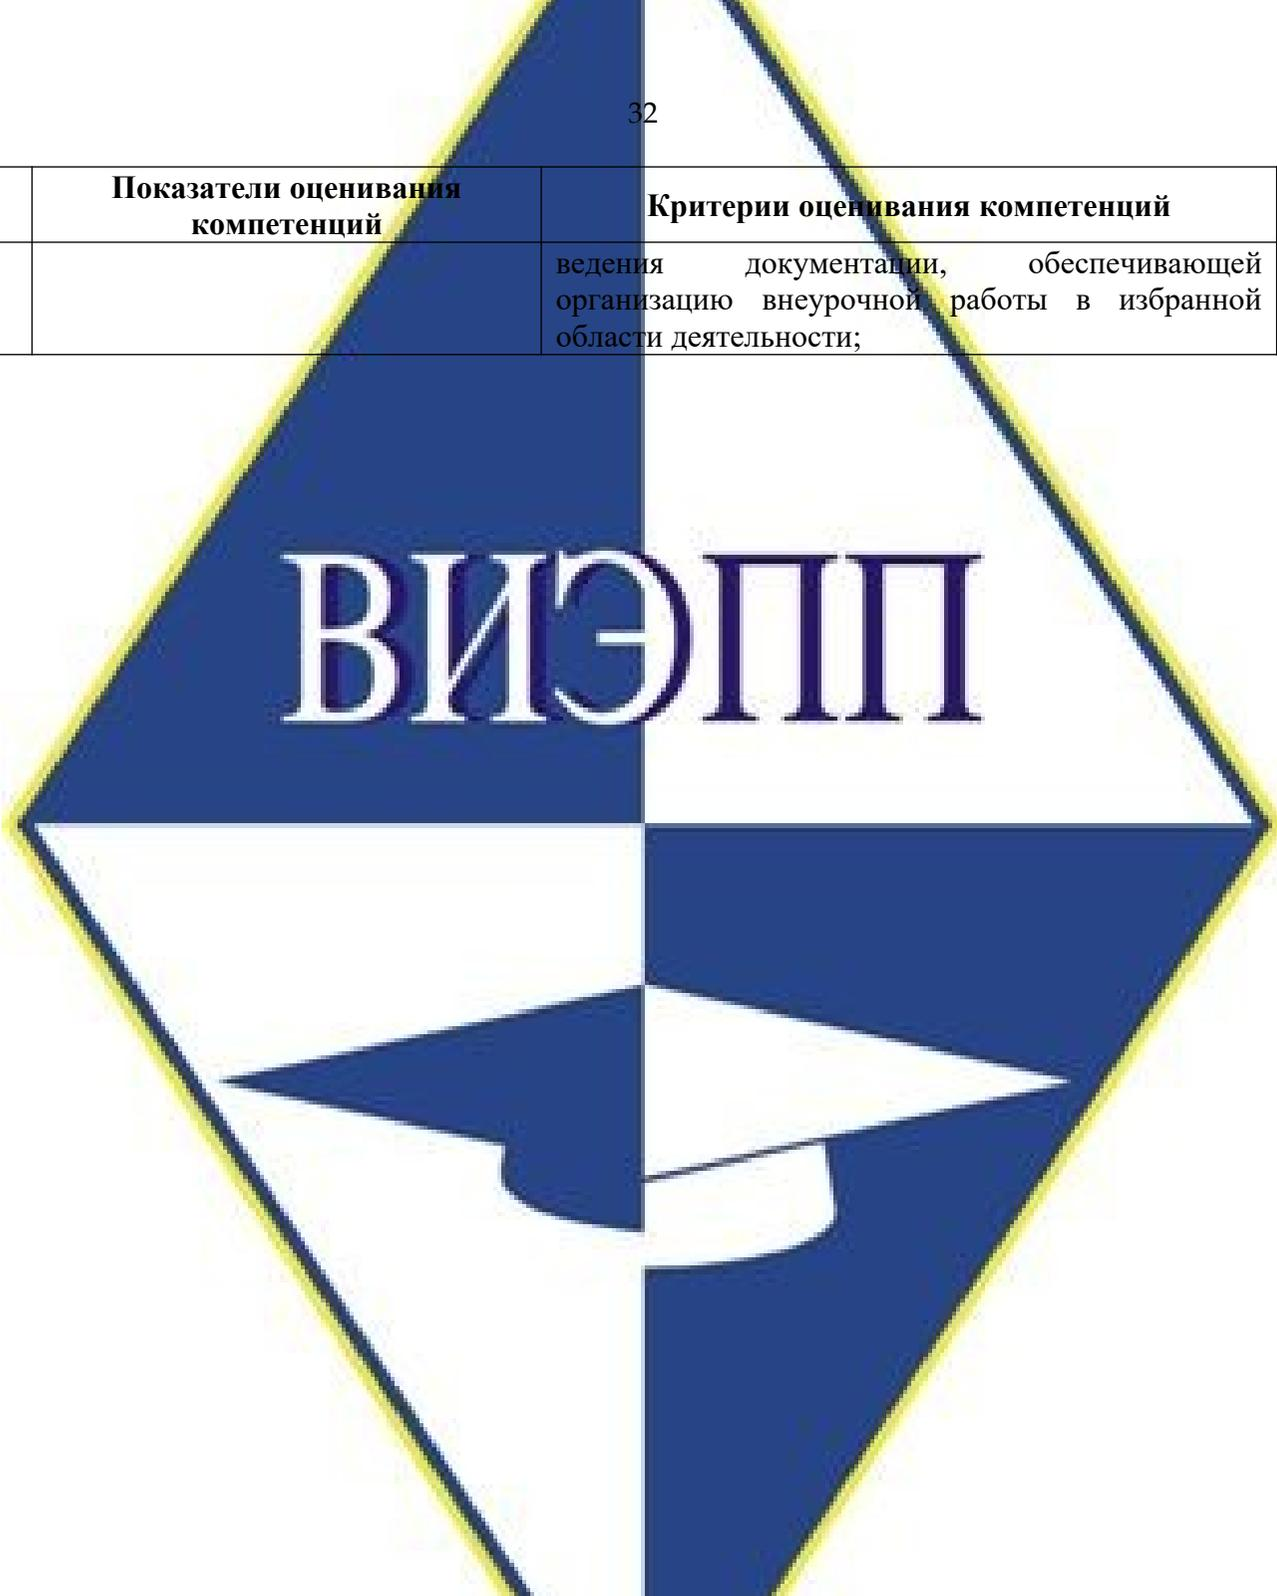 32
Показатели оценивания
компетенций
Критерии оценивания компетенций
ведения документации, обеспечивающей
организацию внеурочной работы в избранной
области деятельности;
ВИЭПП